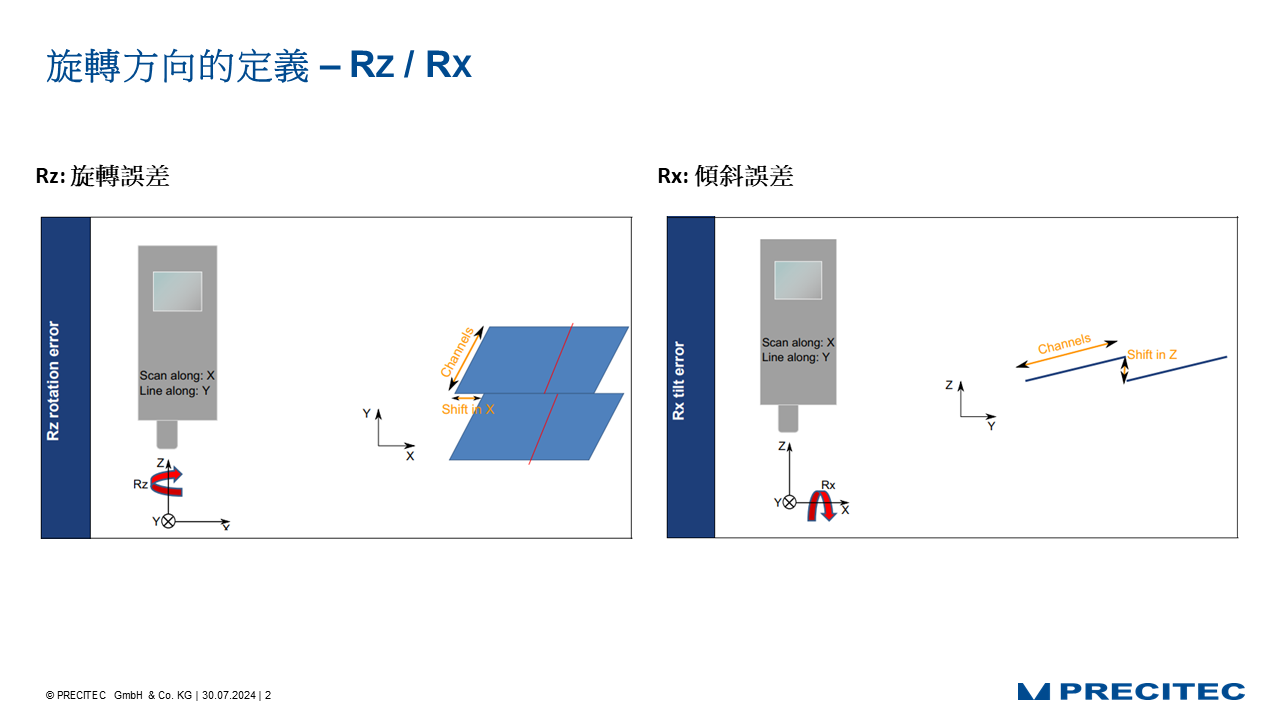 旋轉方向的定義 – Rz / Rx
Rz: 旋轉誤差
Rz rotation error
Scan along: X
Line along: Y
Z
Rz
Y
Y
X
Channels
Shift in X
Rx: 傾斜誤差
Rx tilt error
Scan along: X
Line along: Y
Z
Rx
Y
X
Z
Y
Channels
Shift in Z
© PRECITEC GmbH & Co. KG | 30.07.2024 | 2
PRECITEC